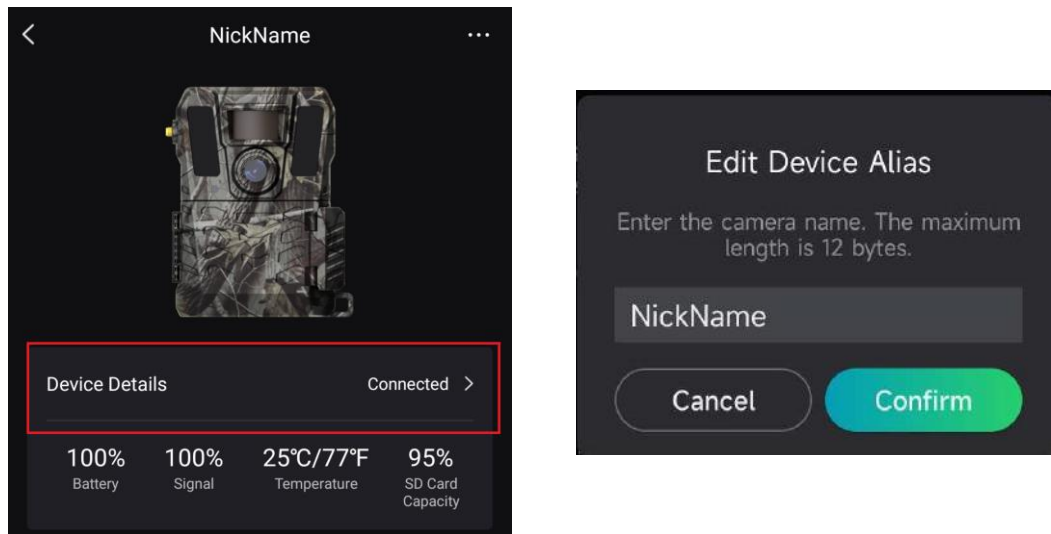 NickName
Device Details
Connected
100%
100%
25℃/77℉
95%
Battery
Signal
Temperature
SD Card
Capacity
Edit Device Alias
Enter the camera name. The maximum
length is 12 bytes.
NickName
Cancel
Confirm